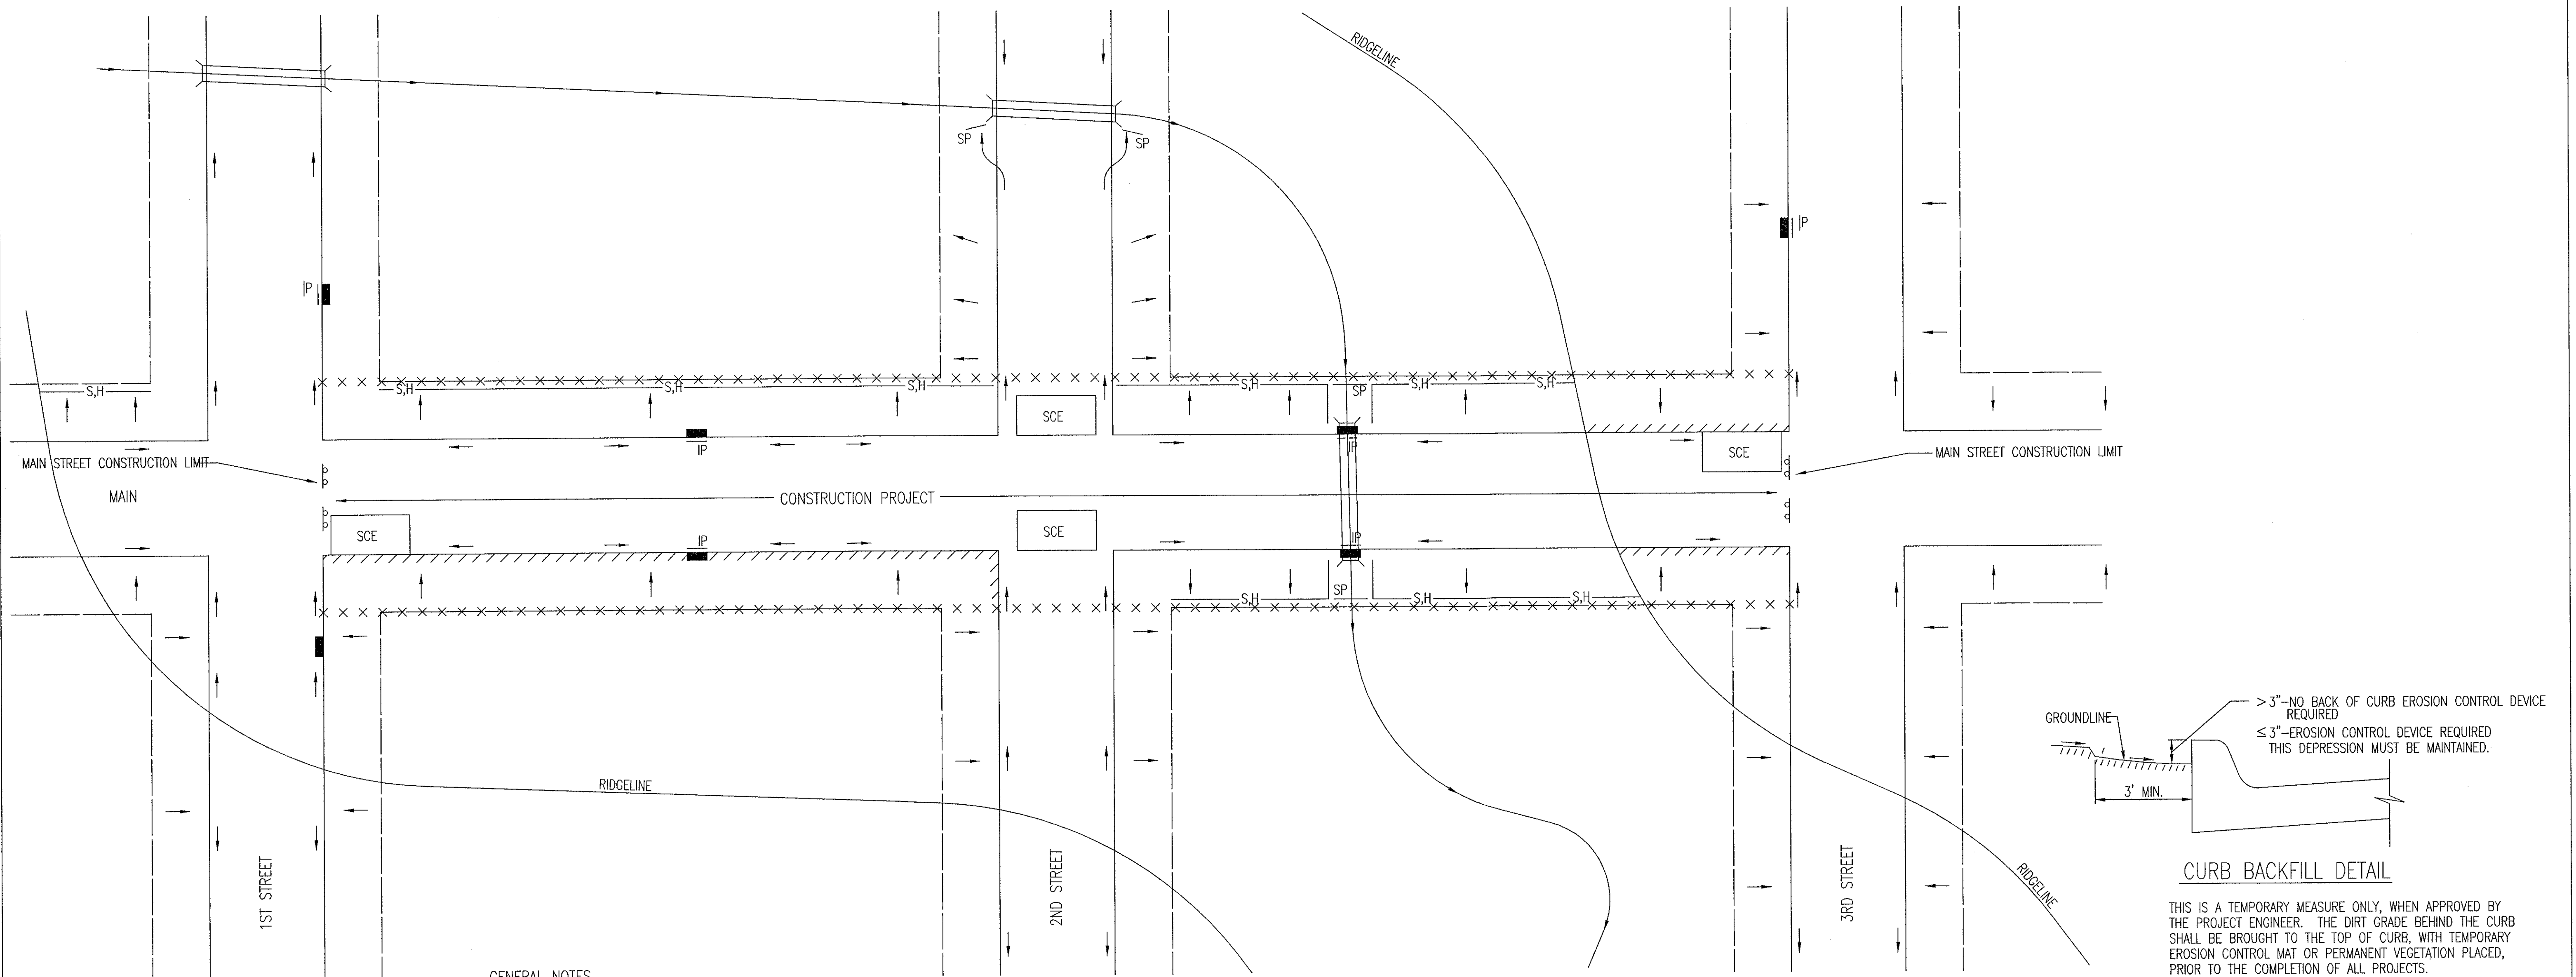 RIDGELINE
SP
SP
IP
IP
S,H
S,H
S,H
S,H
S,H
SP
S,H
S,H
SCE
IP
IP
SCE
MAIN STREET CONSTRUCTION LIMIT
MAIN STREET CONSTRUCTION LIMIT
MAIN
CONSTRUCTION PROJECT
SCE
IP
SCE
IP
S,H
SP
S,H
S,H
RIDGELINE
1ST STREET
2ND STREET
3RD STREET
RIDGELINE
GROUNDLINE
> 3"-NO BACK OF CURB EROSION CONTROL DEVICE
REQUIRED
≤ 3"-EROSION CONTROL DEVICE REQUIRED
THIS DEPRESSION MUST BE MAINTAINED.
3' MIN.
CURB BACKFILL DETAIL
THIS IS A TEMPORARY MEASURE ONLY, WHEN APPROVED BY
THE PROJECT ENGINEER. THE DIRT GRADE BEHIND THE CURB
SHALL BE BROUGHT TO THE TOP OF CURB, WITH TEMPORARY
EROSION CONTROL MAT OR PERMANENT VEGETATION PLACED,
PRIOR TO THE COMPLETION OF ALL PROJECTS.
GENERAL NOTES